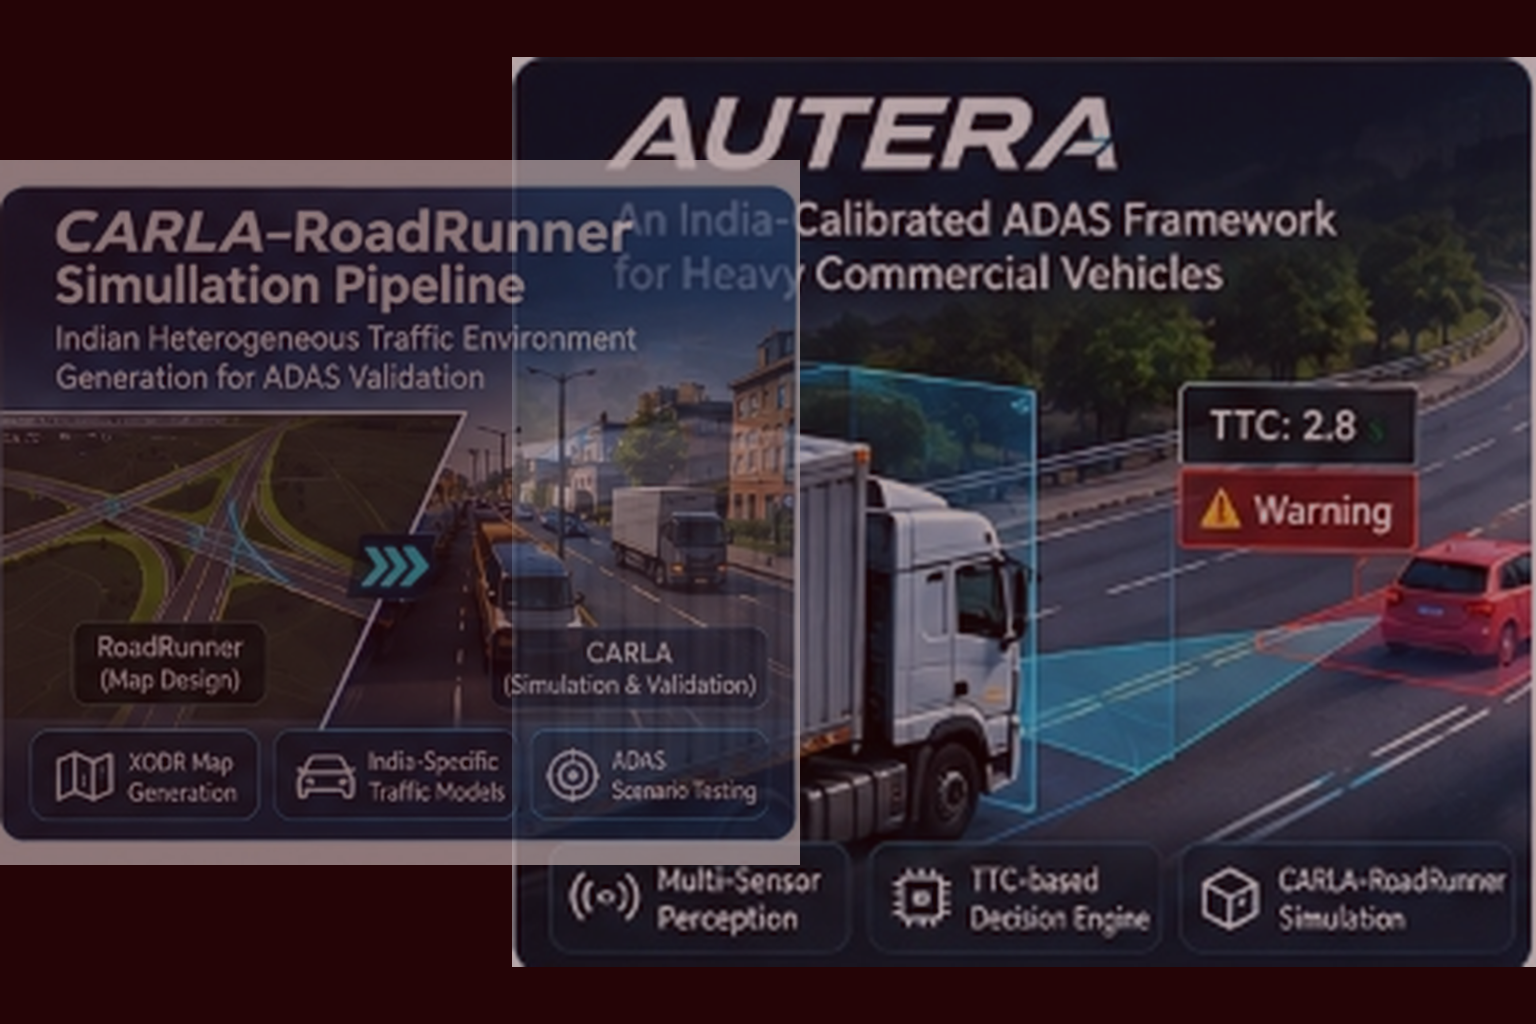 AUTERA
An India-Calibrated ADAS Framework
for Heavy Commercial Vehicles
TTC: 2.8 s
Warning
Multi-Sensor
Perception
TTC-based
Decision Engine
CARLA-RoadRunner
Simulation
CARLA-RoadRunner
Simullation Pipeline
Indian Heterogeneous Traffic Environment
Generation for ADAS Validation
RoadRunner
(Map Design)
CARLA
(Simulation & Validation)
XODR Map
Generation
India-Specific
Traffic Models
ADAS
Scenario Testing